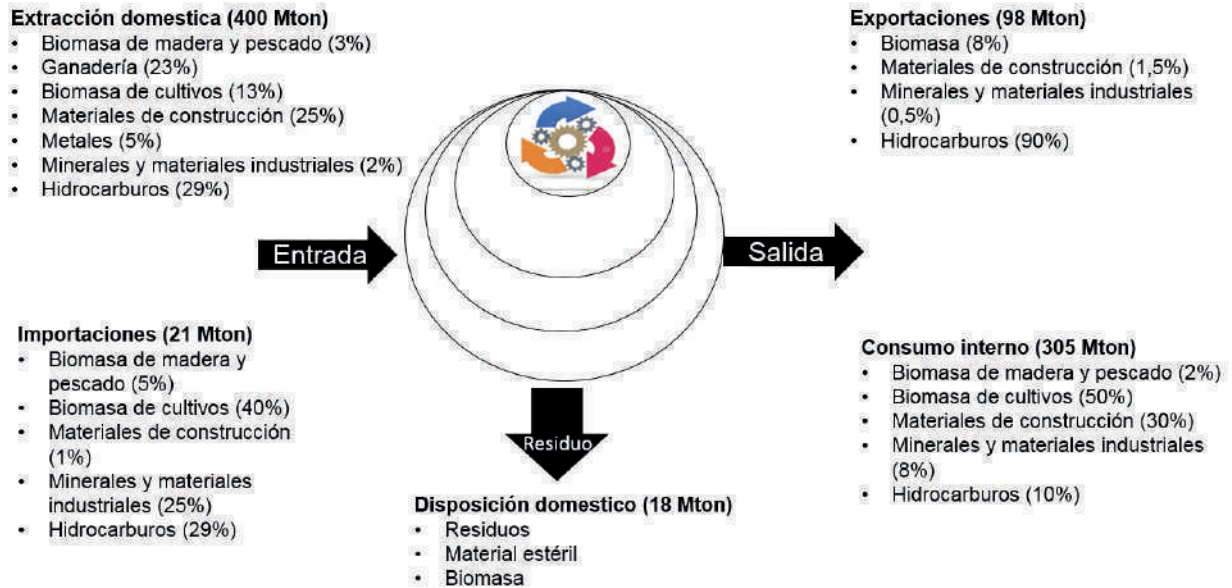 Extracción domestica (400 Mton)
• Biomasa de madera y pescado (3%)
• Ganadería (23%)
• Biomasa de cultivos (13%)
• Materiales de construcción (25%)
• Metales (5%)
• Minerales y materiales industriales (2%)
• Hidrocarburos (29%)
Exportaciones (98 Mton)
• Biomasa (8%)
• Materiales de construcción (1,5%)
• Minerales y materiales industriales
(0,5%)
• Hidrocarburos (90%)
Entrada
Salida
Importaciones (21 Mton)
• Biomasa de madera y
pescado (5%)
• Biomasa de cultivos (40%)
• Materiales de construcción
(1%)
• Minerales y materiales
industriales (25%)
• Hidrocarburos (29%)
Residuo
Disposición domestico (18 Mton)
• Residuos
• Material estéril
• Biomasa
Consumo interno (305 Mton)
• Biomasa de madera y pescado (2%)
• Biomasa de cultivos (50%)
• Materiales de construcción (30%)
• Minerales y materiales industriales
(8%)
• Hidrocarburos (10%)